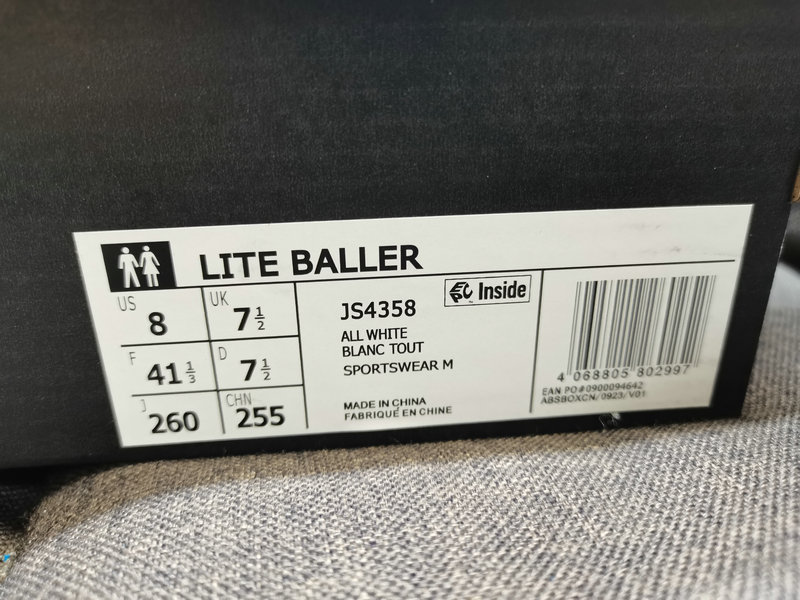 LITE BALLER
US 8
UK 7 1/2
F 41 1/3
D 7 1/2
J 260
CHN 255
EPC Inside
JS4358
ALL WHITE
BLANC TOUT
SPORTSWEAR M
MADE IN CHINA
FABRIQUÉ EN CHINE
4 068805 802997
EAN PO#0900094642
ABSBOXCN/0923/V01